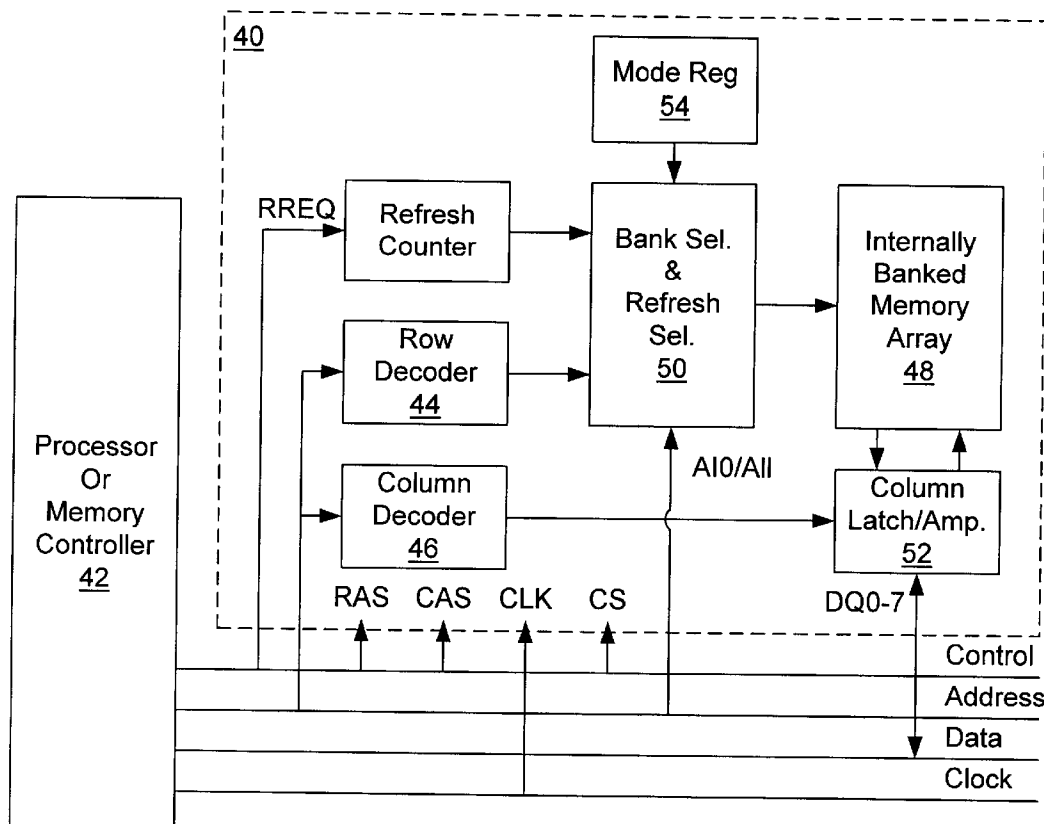 40
Mode Reg
54
RREQ
Refresh
Counter
Bank Sel.
&
Refresh
Sel.
50
Internally
Banked
Memory
Array
48
Row
Decoder
44
Processor
Or
Memory
Controller
42
AI0/AII
Column
Decoder
46
Column
Latch/Amp.
52
RAS
CAS
CLK
CS
DQ0-7
Control
Address
Data
Clock